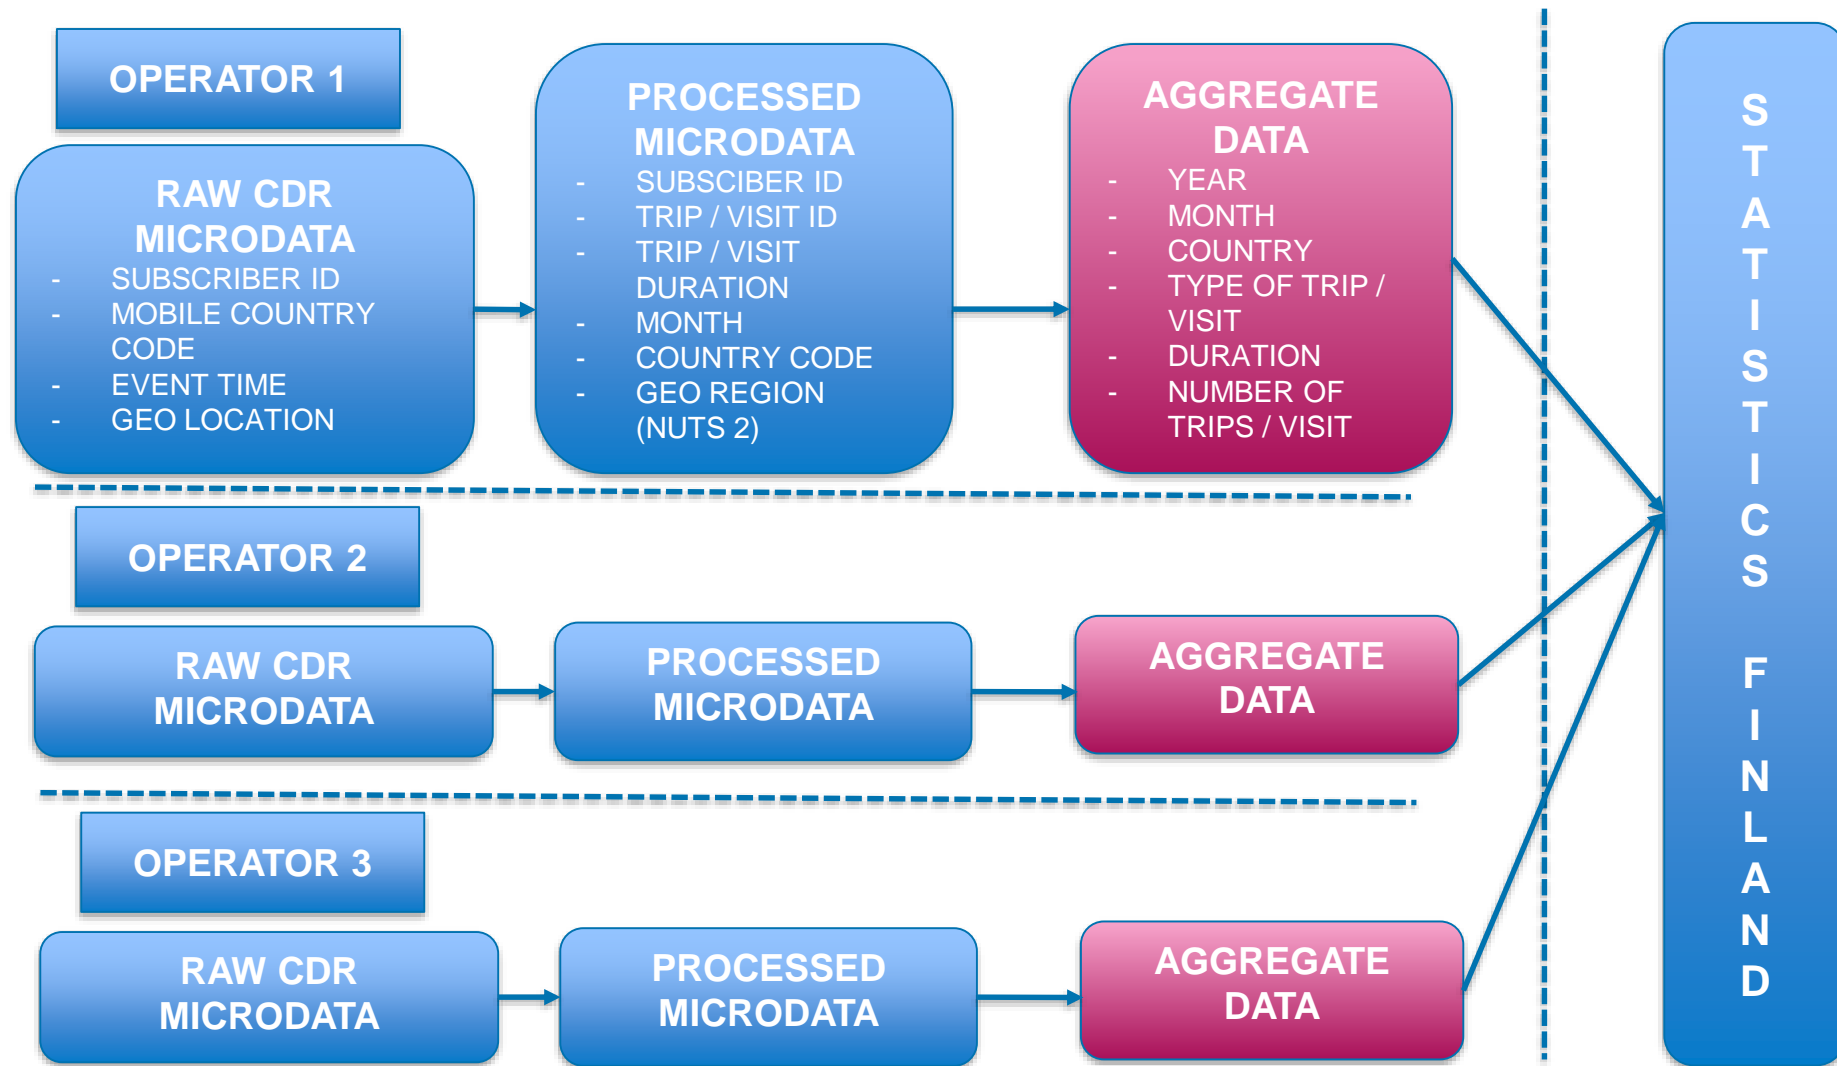 OPERATOR 1
RAW CDR
MICRODATA
- SUBSCRIBER ID
- MOBILE COUNTRY
CODE
- EVENT TIME
- GEO LOCATION
PROCESSED
MICRODATA
- SUBSCIBER ID
- TRIP / VISIT ID
- TRIP / VISIT
DURATION
- MONTH
- COUNTRY CODE
- GEO REGION
(NUTS 2)
AGGREGATE
DATA
- YEAR
- MONTH
- COUNTRY
- TYPE OF TRIP /
VISIT
- DURATION
- NUMBER OF
TRIPS / VISIT
OPERATOR 2
RAW CDR
MICRODATA
PROCESSED
MICRODATA
AGGREGATE
DATA
OPERATOR 3
RAW CDR
MICRODATA
PROCESSED
MICRODATA
AGGREGATE
DATA
STATISTICS FINLAND